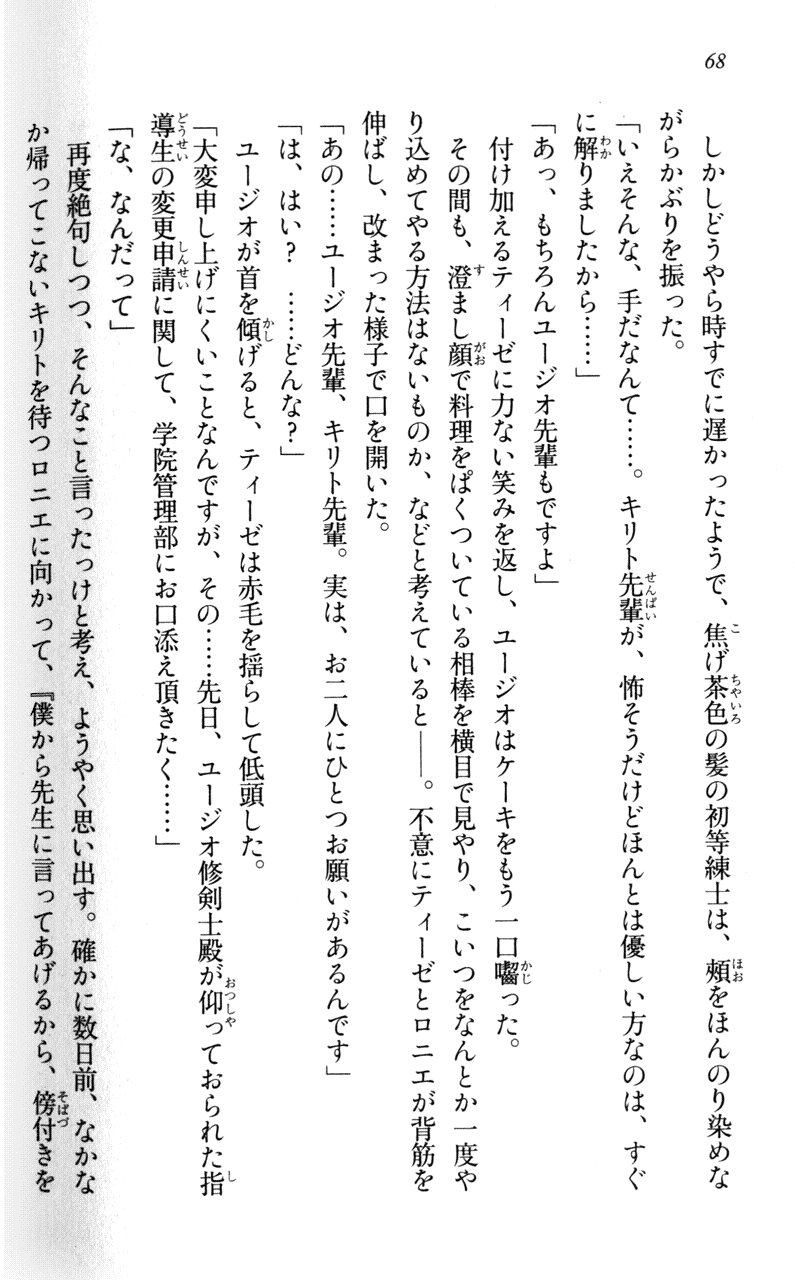 68
しかしどうやら時すでに遅かったようで、焦げ茶色の髪の初等練士は、頰をほんのり染めな
がらかぶりを振った。
「いえそんな、手だなんて……。キリト先輩が、怖そうだけどほんとは優しい方なのは、すぐ
に解りましたから……」
「あっ、もちろんユージオ先輩もですよ」
付け加えるティーゼに力ない笑みを返し、ユージオはケーキをもう一口囓った。
その間も、澄まし顔で料理をぱくついている相棒を横目で見やり、こいつをなんとか一度や
り込めてやる方法はないものか、などと考えていると――。不意にティーゼとロニエが背筋を
伸ばし、改まった様子で口を開いた。
「あの……ユージオ先輩、キリト先輩。実は、お二人にひとつお願いがあるんです」
「は、はい？　……どんな？」
ユージオが首を傾げると、ティーゼは赤毛を揺らして低頭した。
「大変申し上げにくいことなんですが、その……先日、ユージオ修剣士殿が仰っておられた指
導生の変更申請に関して、学院管理部にお口添え頂きたく……」
「な、なんだって」
再度絶句しつつ、そんなこと言ったっけと考え、ようやく思い出す。確かに数日前、なかな
か帰ってこないキリトを待つロニエに向かって、『僕から先生に言ってあげるから、傍付きを